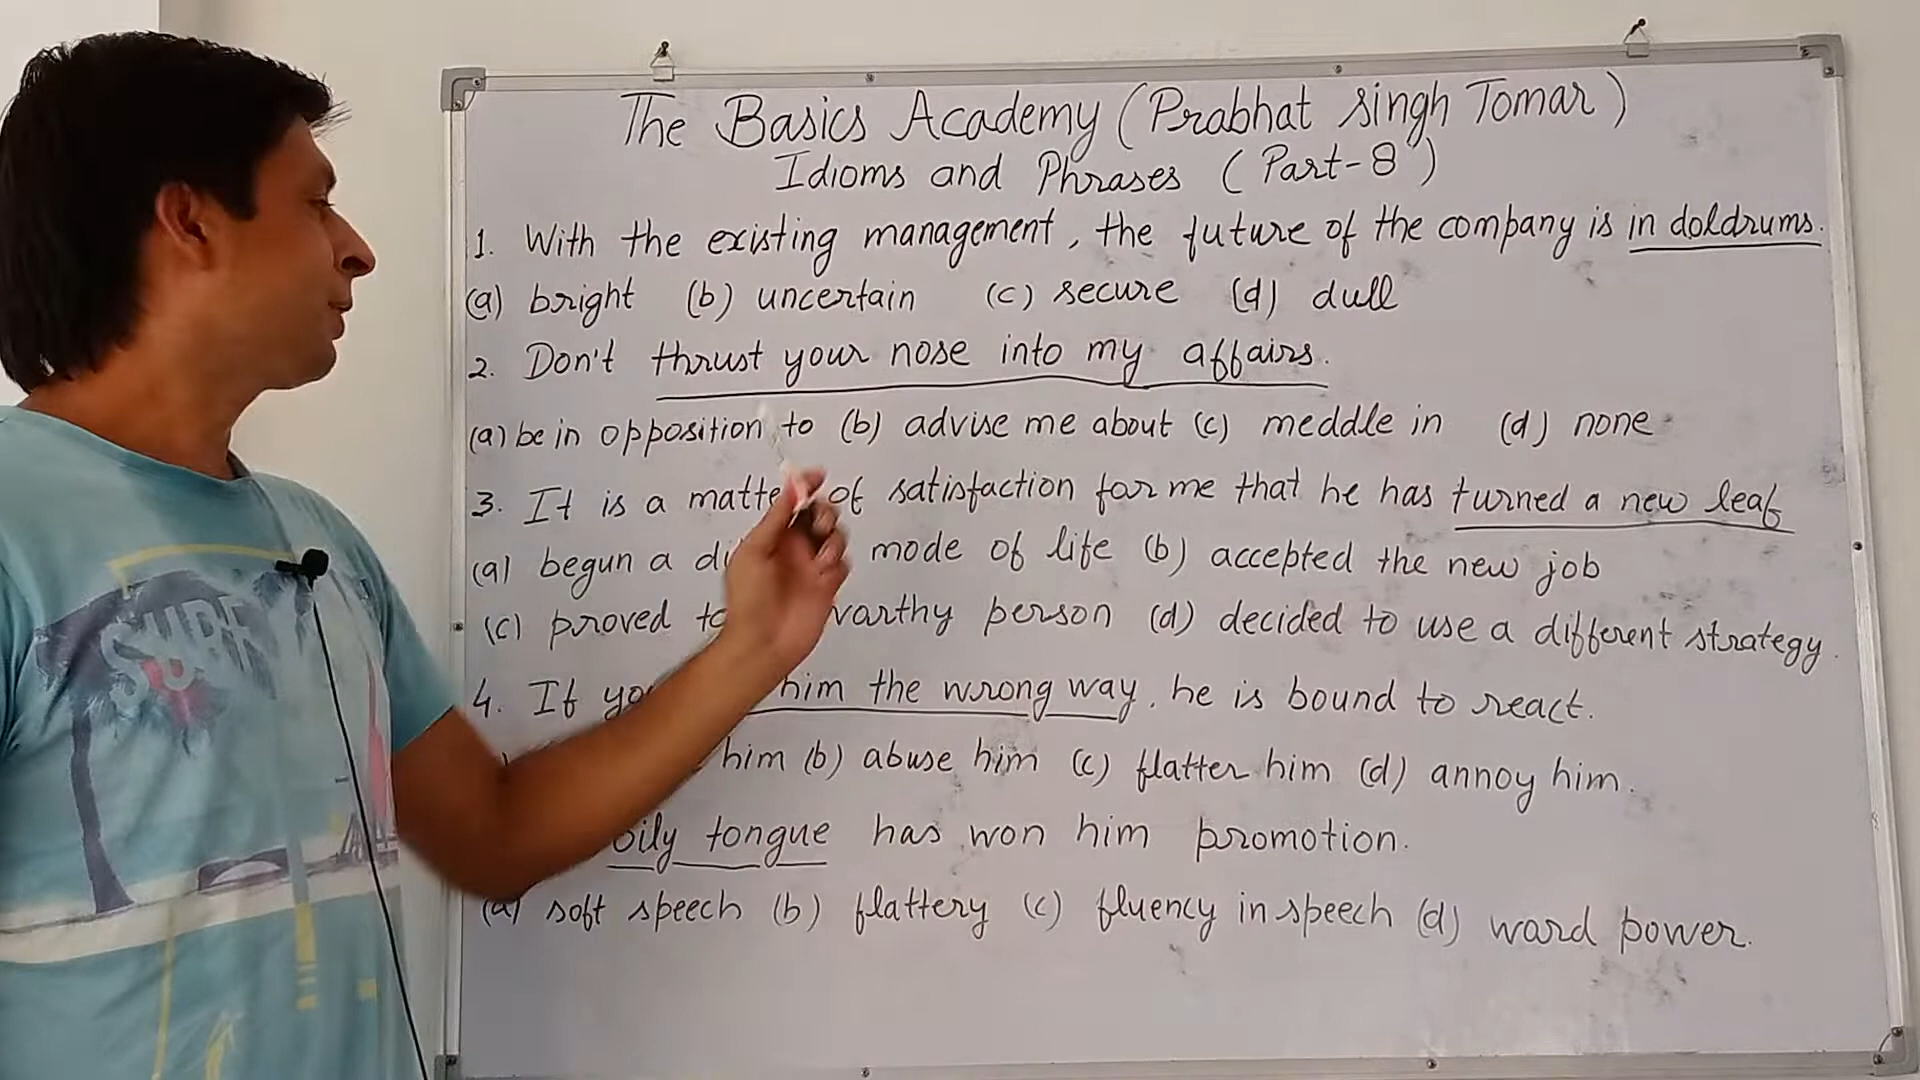 The Basics Academy (Prabhat Singh Tomar)
Idioms and Phrases (Part-8)
1. With the existing management, the future of the company is in doldrums.
(a) bright (b) uncertain (c) secure (d) dull
2. Don't thrust your nose into my affairs.
(a) be in opposition to (b) advise me about (c) meddle in (d) none
3. It is a matte of satisfaction for me that he has turned a new leaf
(a) begun a di mode of life (b) accepted the new job
(c) proved to worthy person (d) decided to use a different strategy.
4. If yo him the wrong way, he is bound to react.
him (b) abuse him (c) flatter him (d) annoy him.
oily tongue has won him promotion.
(a) soft speech (b) flattery (c) fluency in speech (d) word power.
SURF